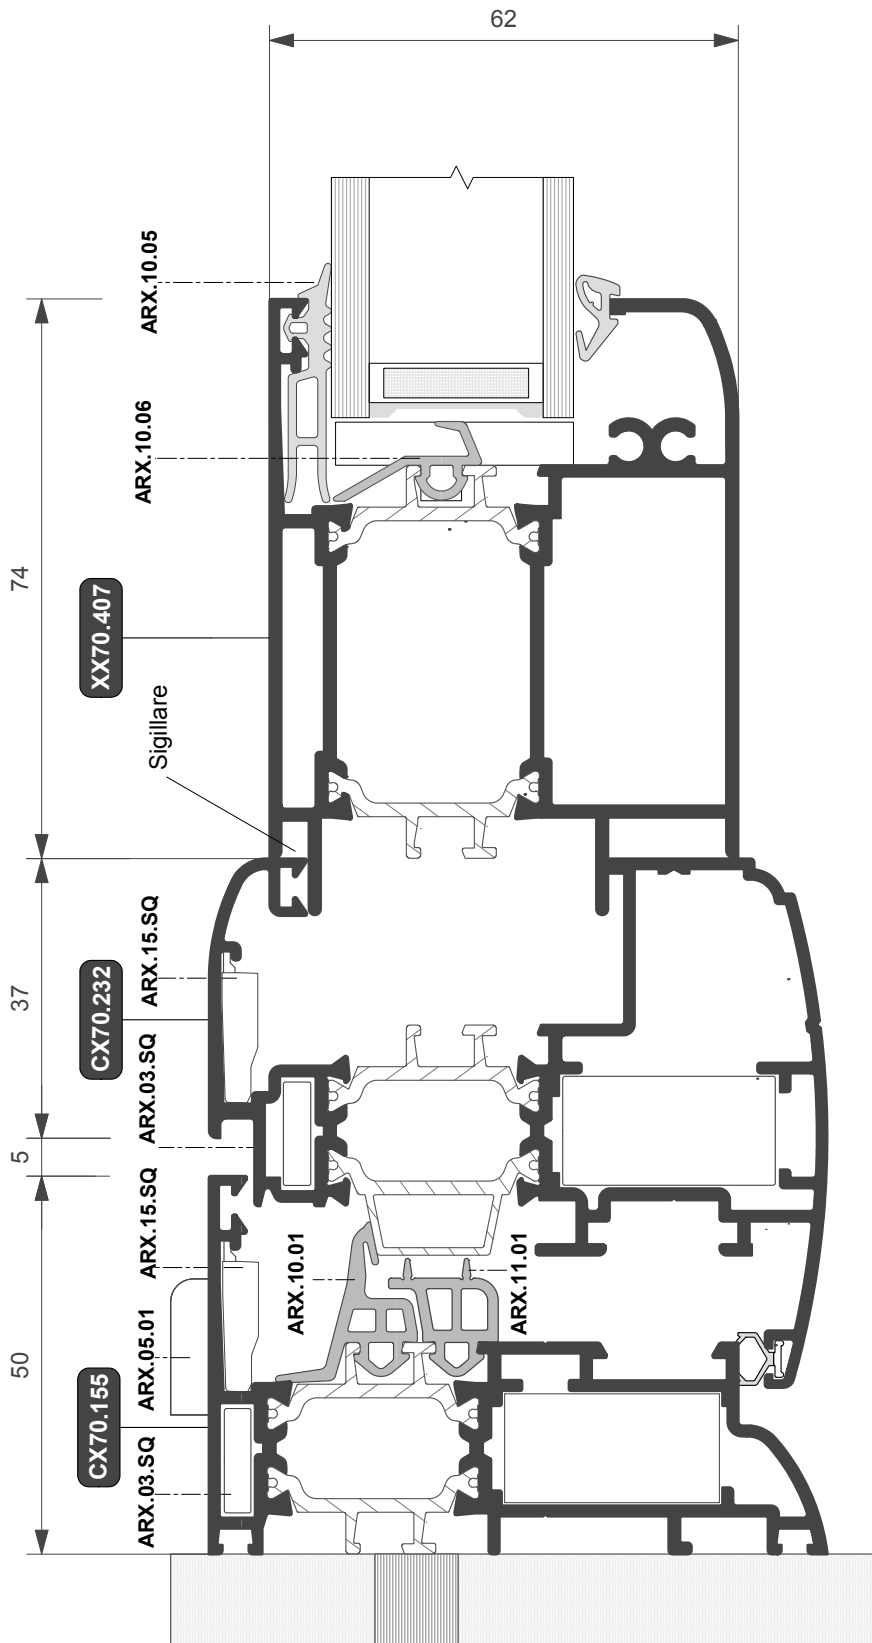 62
ARX.10.05
ARX.10.06
74
XX70.407
Sigillare
ARX.15.SQ
37
CX70.232
ARX.03.SQ
5
ARX.15.SQ
ARX.10.01
ARX.11.01
50
ARX.05.01
CX70.155
ARX.03.SQ